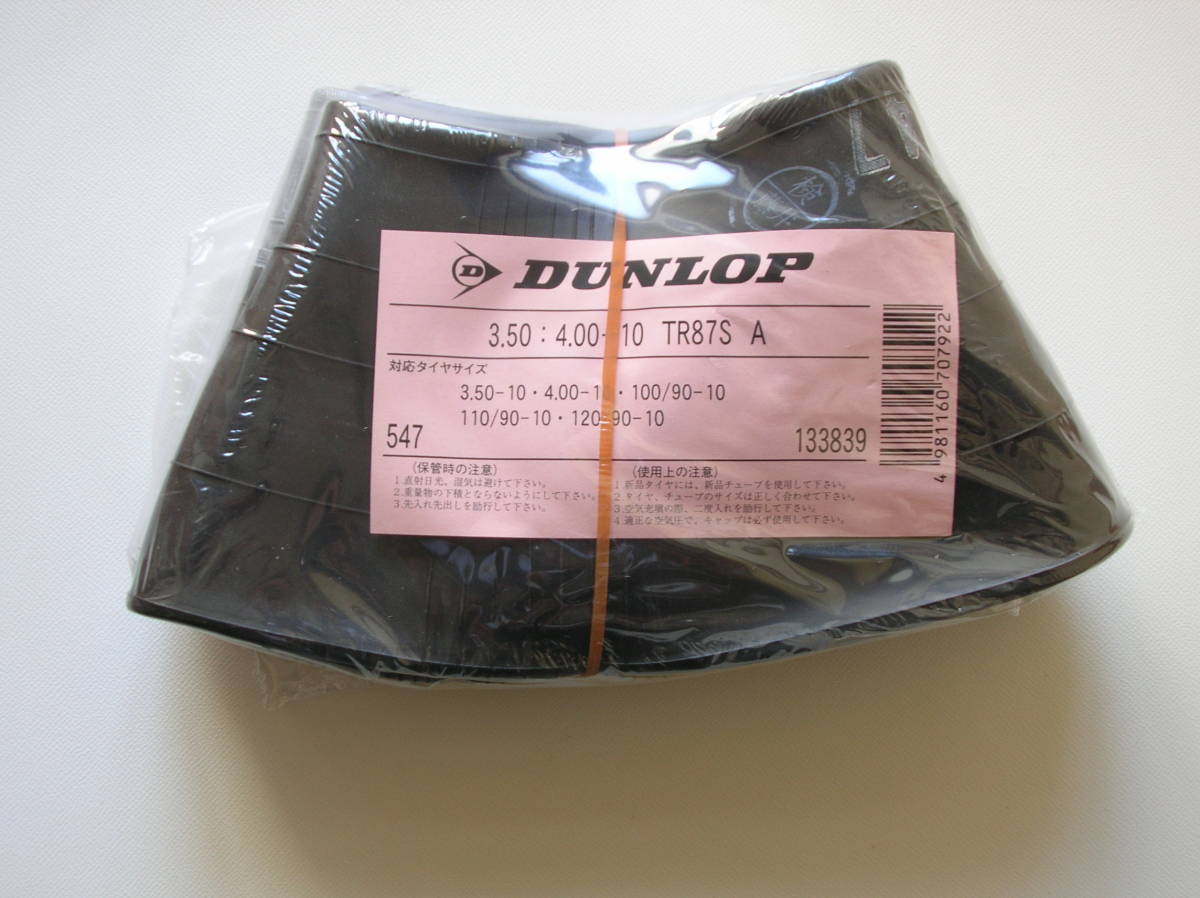 DUNLOP
3.50:4.00-10 TR87S A
対応タイヤサイズ
3.50-10・4.00-10・100/90-10
110/90-10・120/90-10
547
133839
4 981160 707922
(保管時の注意)
1.直射日光、湿気は避けて下さい。
2.重量物の下積とならないようにして下さい。
3.先入れ先出しを励行して下さい。
(使用上の注意)
1.新品タイヤには、新品チューブを使用して下さい。
2.タイヤ、チューブのサイズは正しく合わせて下さい。
3.空気充填の際、二度入れを励行して下さい。
4.適正な空気圧で、キャップは必ず使用して下さい。